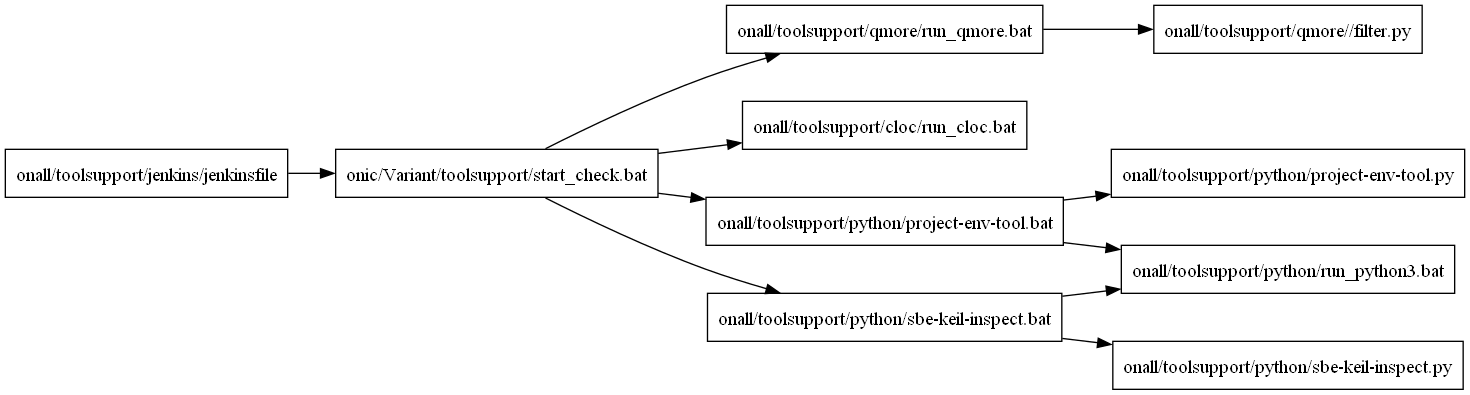 onall/toolsupport/qmore/run_qmore.bat
onall/toolsupport/qmore//filter.py
onall/toolsupport/cloc/run_cloc.bat
onall/toolsupport/jenkins/jenkinsfile
onic/Variant/toolsupport/start_check.bat
onall/toolsupport/python/project-env-tool.py
onall/toolsupport/python/project-env-tool.bat
onall/toolsupport/python/run_python3.bat
onall/toolsupport/python/sbe-keil-inspect.bat
onall/toolsupport/python/sbe-keil-inspect.py